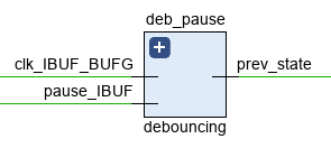 deb_pause
clk_IBUF_BUFG
prev_state
pause_IBUF
debouncing